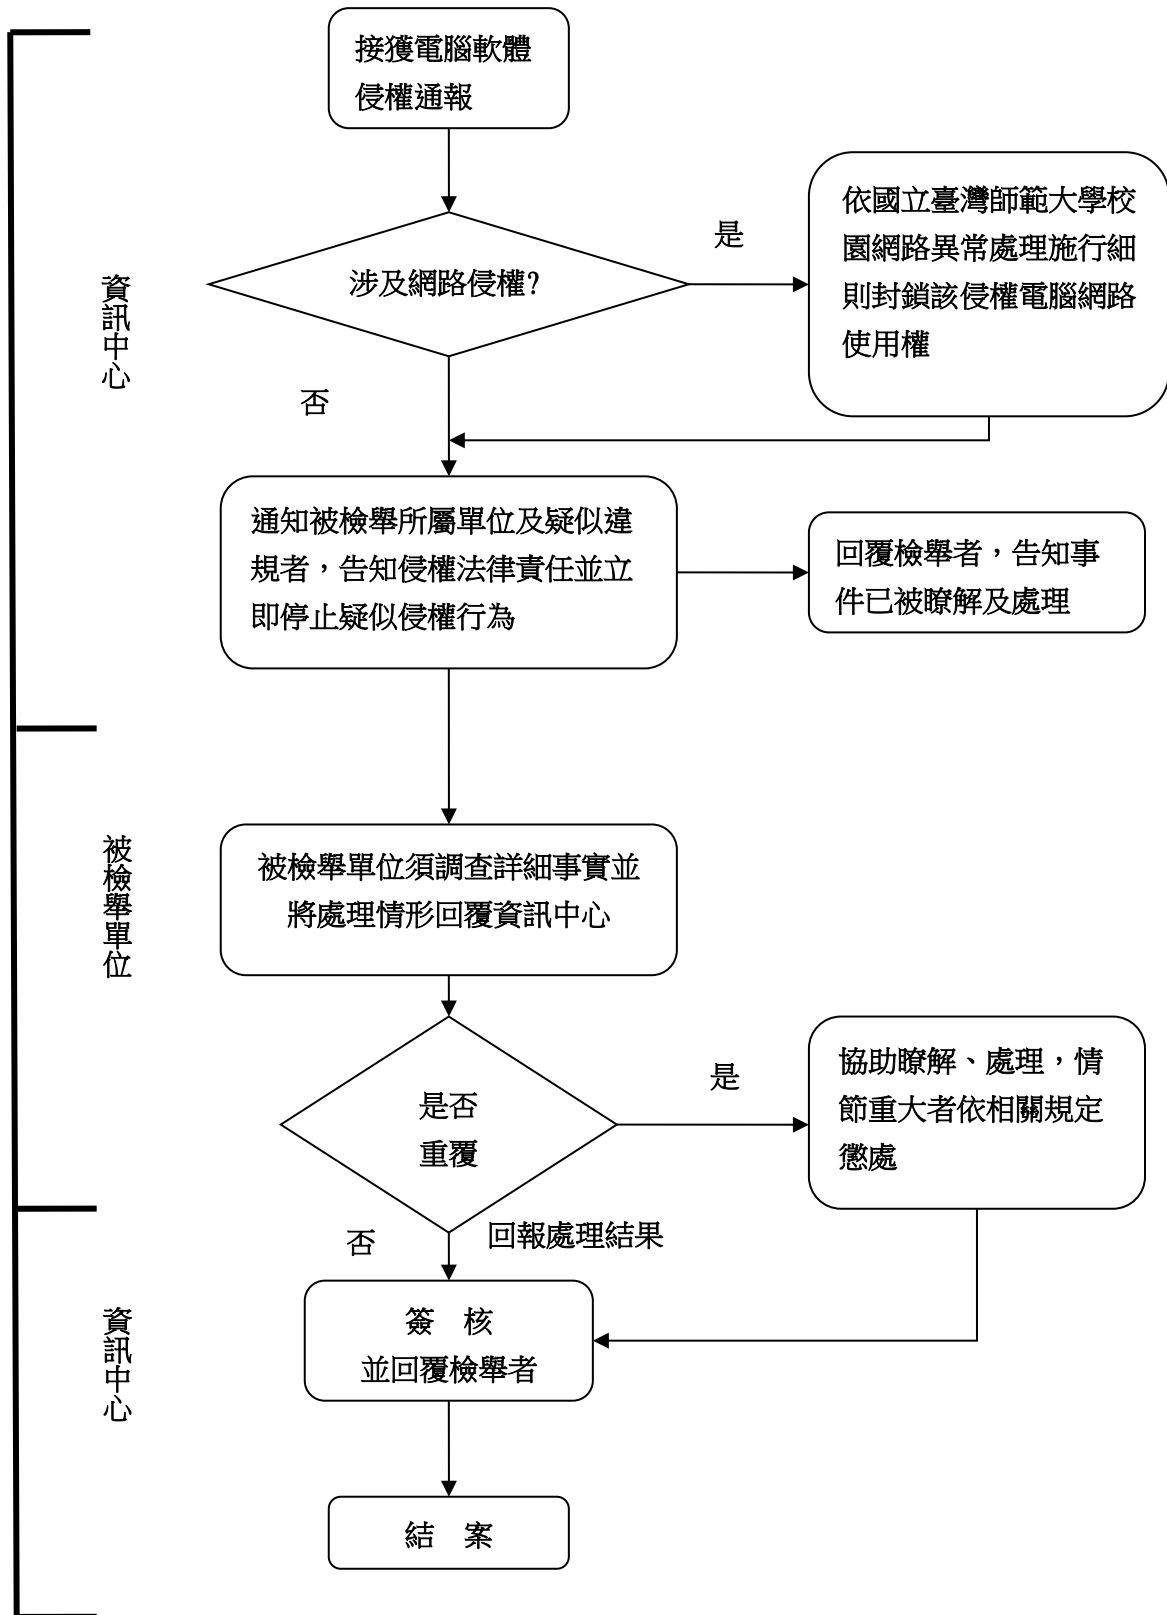 接獲電腦軟體
侵權通報
涉及網路侵權?
是
依國立臺灣師範大學校
園網路異常處理施行細
則封鎖該侵權電腦網路
使用權
否
資訊中心
通知被檢舉所屬單位及疑似違
規者，告知侵權法律責任並立
即停止疑似侵權行為
回覆檢舉者，告知事
件已被瞭解及處理
被檢舉單位
被檢舉單位須調查詳細事實並
將處理情形回覆資訊中心
是否
重覆
是
協助瞭解、處理，情
節重大者依相關規定
懲處
否
回報處理結果
資訊中心
簽 核
並回覆檢舉者
結 案